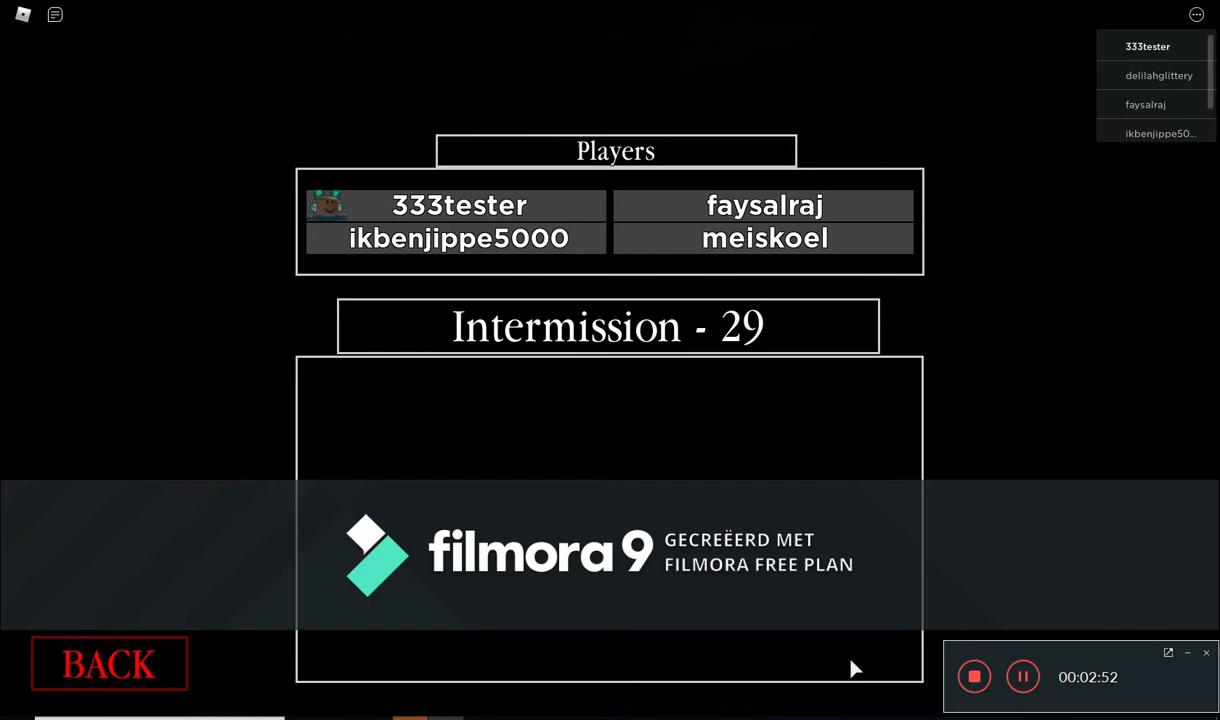 333tester
delilahglittery
faysalraj
ikbenjippe50...
Players
333tester faysalraj
ikbenjippe5000 meiskoel
Intermission - 29
filmora 9 GECREËERD MET
FILMORA FREE PLAN
BACK
00:02:52